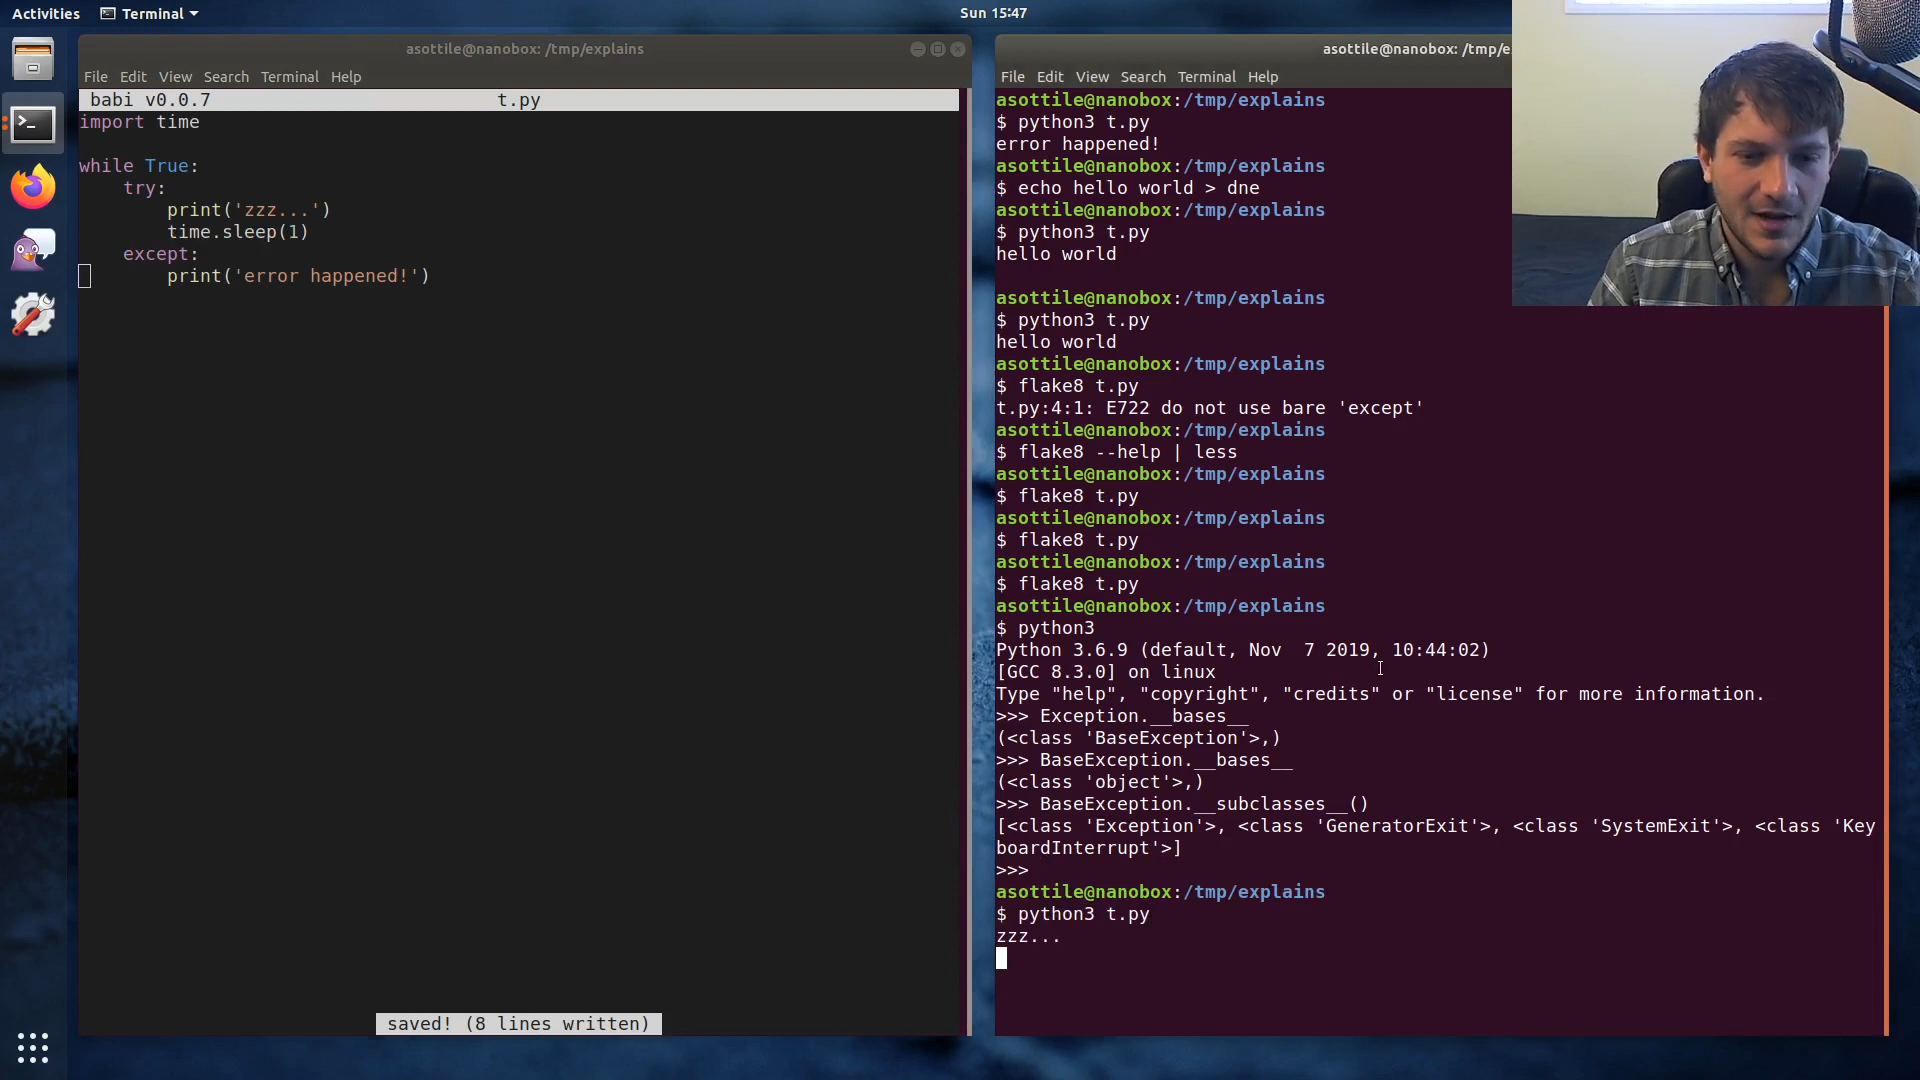 Activities
Terminal
Sun 15:47
asottile@nanobox: /tmp/explains
File Edit View Search Terminal Help
babi v0.0.7 t.py
import time
while True:
try:
print('zzz...')
time.sleep(1)
except:
print('error happened!')
saved! (8 lines written)
asottile@nanobox: /tmp/e
File Edit View Search Terminal Help
asottile@nanobox:/tmp/explains
$ python3 t.py
error happened!
asottile@nanobox:/tmp/explains
$ echo hello world > dne
asottile@nanobox:/tmp/explains
$ python3 t.py
hello world
asottile@nanobox:/tmp/explains
$ python3 t.py
hello world
asottile@nanobox:/tmp/explains
$ flake8 t.py
t.py:4:1: E722 do not use bare 'except'
asottile@nanobox:/tmp/explains
$ flake8 --help | less
asottile@nanobox:/tmp/explains
$ flake8 t.py
asottile@nanobox:/tmp/explains
$ flake8 t.py
asottile@nanobox:/tmp/explains
$ flake8 t.py
asottile@nanobox:/tmp/explains
$ python3
Python 3.6.9 (default, Nov  7 2019, 10:44:02)
[GCC 8.3.0] on linux
Type "help", "copyright", "credits" or "license" for more information.
>>> Exception.__bases__
(<class 'BaseException'>,)
>>> BaseException.__bases__
(<class 'object'>,)
>>> BaseException.__subclasses__()
[<class 'Exception'>, <class 'GeneratorExit'>, <class 'SystemExit'>, <class 'Key
boardInterrupt'>]
>>>
asottile@nanobox:/tmp/explains
$ python3 t.py
zzz...